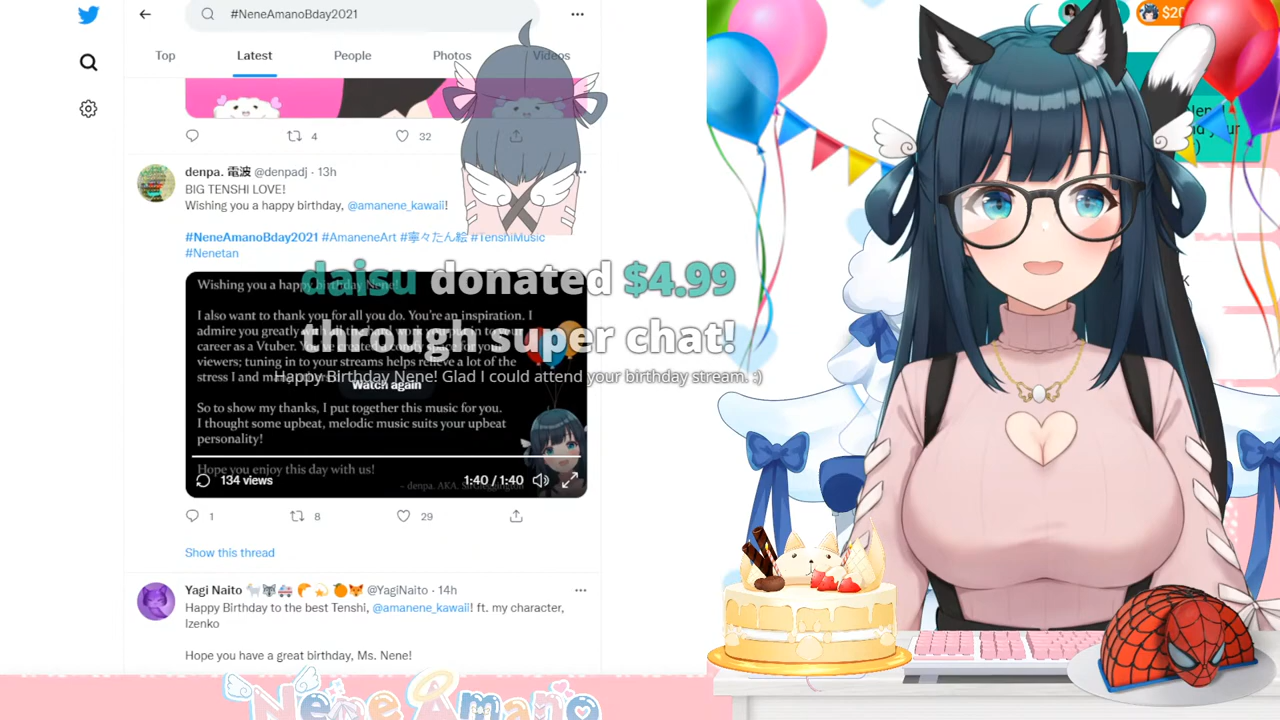 #NeneAmanoBday2021
Top
Latest
People
Photos
Videos
4
32
denpa. 電波 @denpadj · 13h
BIG TENSHI LOVE!
Wishing you a happy birthday, @amanene_kawaii!
#NeneAmanoBday2021 #AmaneneArt #寧々たん絵 #TenshiMusic
#Nenetan
daisu donated $4.99
through super chat!
Happy Birthday Nene! Glad I could attend your birthday stream. :)
Wishing you a happy birthday Nene!
I also want to thank you for all you do. You're an inspiration. I
admire you greatly
career as a Vtuber.
viewers; tuning in to your streams helps relieve a lot of the
stress I and
Watch again
So to show my thanks, I put together this music for you.
I thought some upbeat, melodic music suits your upbeat
personality!
Hope you enjoy this day with us!
– denpa. AKA.
134 views
1:40 / 1:40
1
8
29
Show this thread
Yagi Naito @YagiNaito · 14h
Happy Birthday to the best Tenshi, @amanene_kawaii! ft. my character,
Izenko
Hope you have a great birthday, Ms. Nene!
Nene Amano